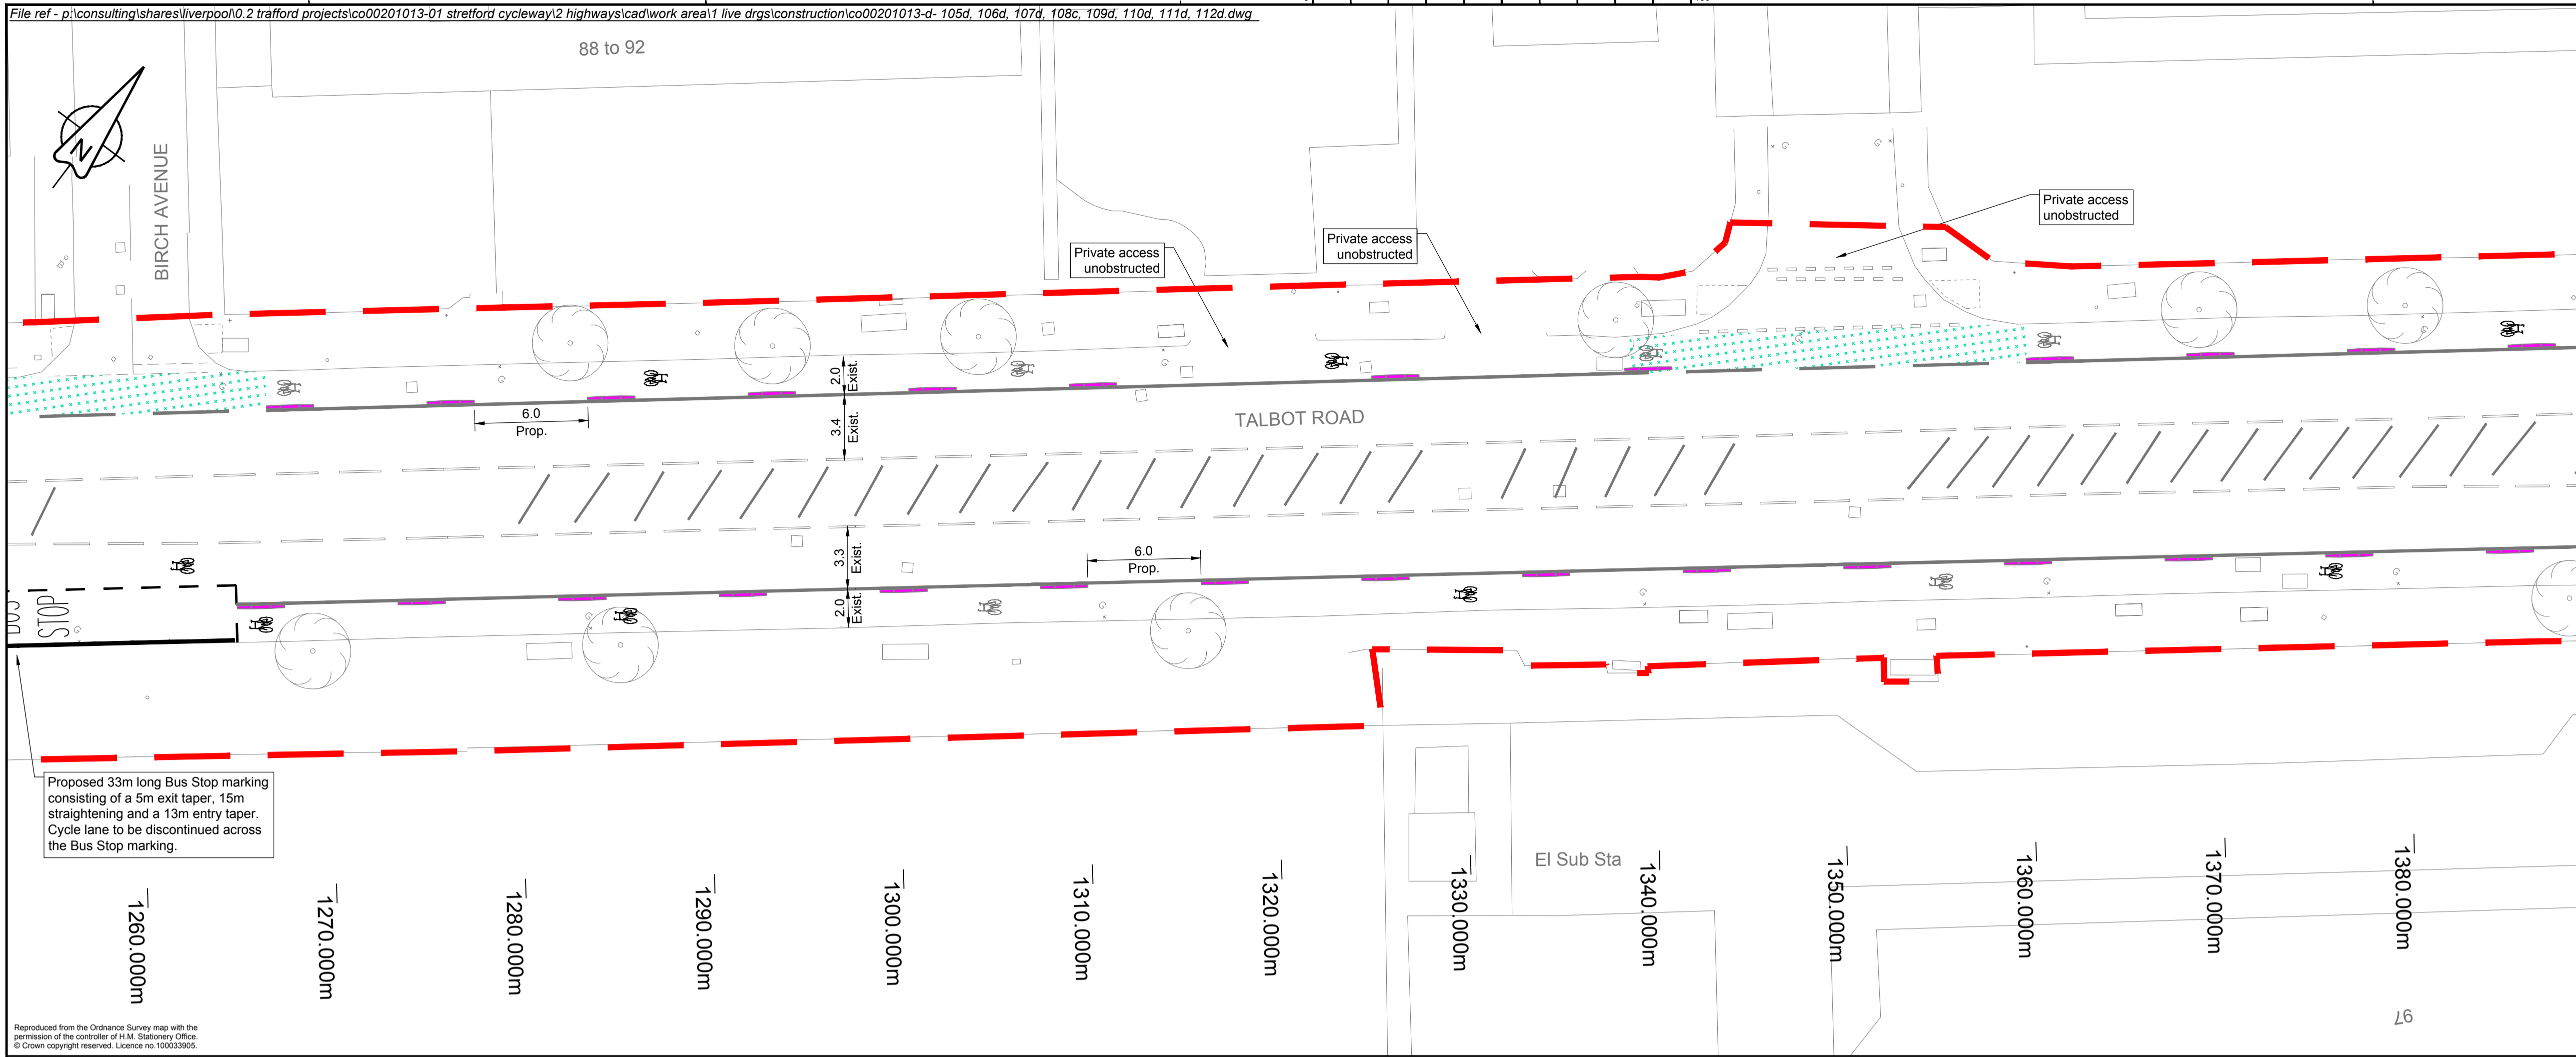 File ref - p:\consulting\shares\liverpool\0.2 trafford projects\co00201013-01 stretford cycleway\2 highways\cad\work area\1 live drgs\construction\co00201013-d- 105d, 106d, 107d, 108c, 109d, 110d, 111d, 112d.dwg
88 to 92
N
BIRCH AVENUE
Private access
unobstructed
Private access
unobstructed
Private access
unobstructed
2.0
Exist.
3.4
Exist.
6.0
Prop.
TALBOT ROAD
3.3
Exist.
2.0
Exist.
6.0
Prop.
STOP
Proposed 33m long Bus Stop marking
consisting of a 5m exit taper, 15m
straightening and a 13m entry taper.
Cycle lane to be discontinued across
the Bus Stop marking.
El Sub Sta
1260.000m
1270.000m
1280.000m
1290.000m
1300.000m
1310.000m
1320.000m
1330.000m
1340.000m
1350.000m
1360.000m
1370.000m
1380.000m
97
Reproduced from the Ordnance Survey map with the
permission of the controller of H.M. Stationery Office.
© Crown copyright reserved. Licence no.100033905.